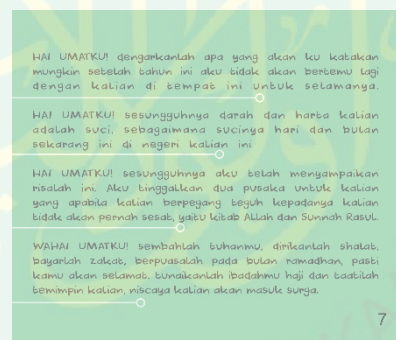 HAI UMATKU! dengarkanlah apa yang akan ku katakan
mungkin setelah tahun ini aku tidak akan bertemu lagi
dengan kalian di tempat ini untuk selamanya.
HAI UMATKU! sesungguhnya darah dan harta kalian
adalah suci, sebagaimana sucinya hari dan bulan
sekarang ini di negeri kalian ini
HAI UMATKU! sesungguhnya aku telah menyampaikan
risalah ini. Aku tinggalkan dua pusaka untuk kalian
yang apabila kalian berpegang teguh kepadanya kalian
tidak akan pernah sesat, yaitu kitab Allah dan Sunnah Rasul.
WAHAI UMATKU! sembahlah tuhanmu, dirikanlah shalat,
bayarlah zakat, berpuasalah pada bulan ramadhan, pasti
kamu akan selamat. tunaikanlah ibadahmu haji dan taatilah
temimpin kalian, niscaya kalian akan masuk surga.
7